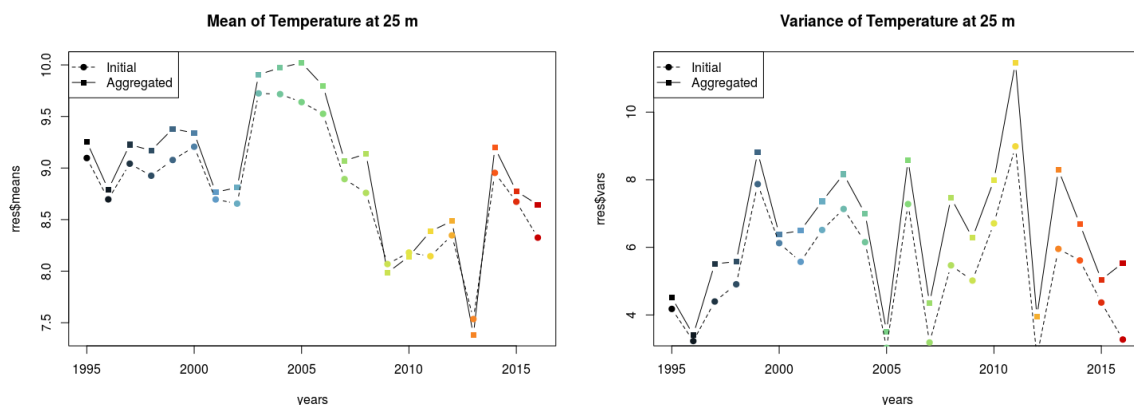 Mean of Temperature at 25 m
Initial
Aggregated
rres$means
10.0
9.5
9.0
8.5
8.0
7.5
1995 2000 2005 2010 2015
years
Variance of Temperature at 25 m
Initial
Aggregated
rres$vars
10
8
6
4
1995 2000 2005 2010 2015
years